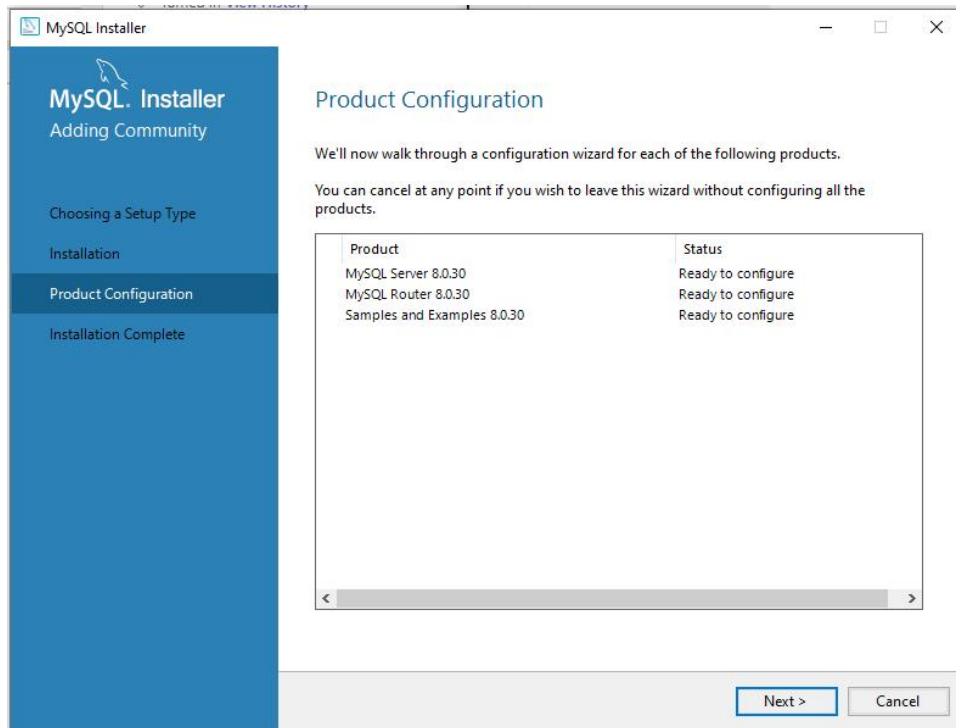 Turned in View History
MySQL Installer
MySQL. Installer
Adding Community
Choosing a Setup Type
Installation
Product Configuration
Installation Complete
Product Configuration
We'll now walk through a configuration wizard for each of the following products.
You can cancel at any point if you wish to leave this wizard without configuring all the
products.
Product Status
MySQL Server 8.0.30 Ready to configure
MySQL Router 8.0.30 Ready to configure
Samples and Examples 8.0.30 Ready to configure
Next > Cancel